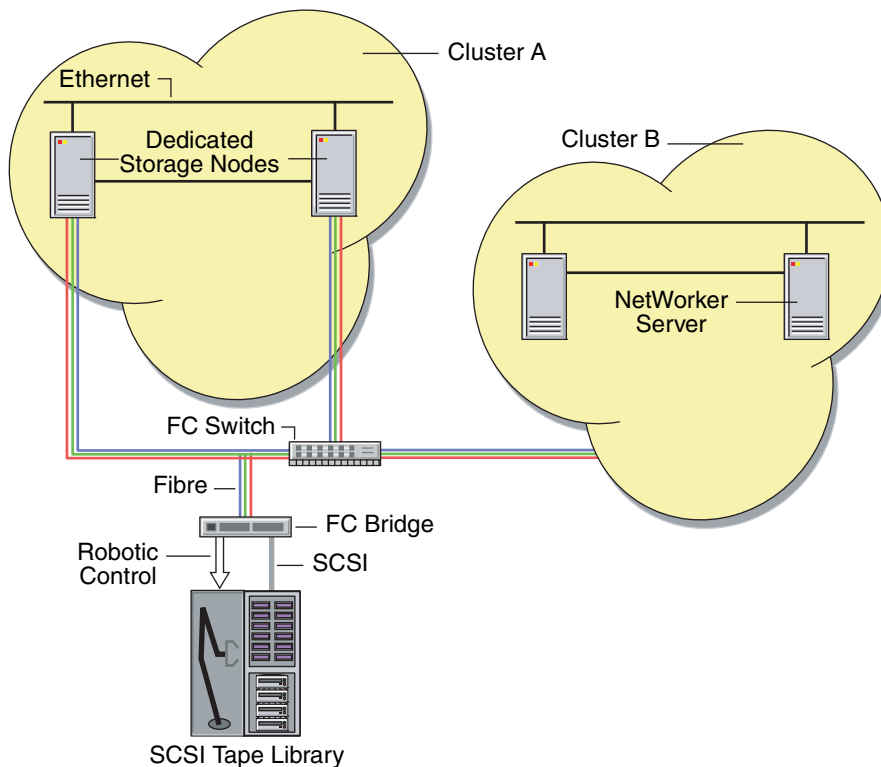 Cluster A
Ethernet
Dedicated
Storage Nodes
Cluster B
NetWorker
Server
FC Switch
Fibre
FC Bridge
Robotic
Control
SCSI
SCSI Tape Library